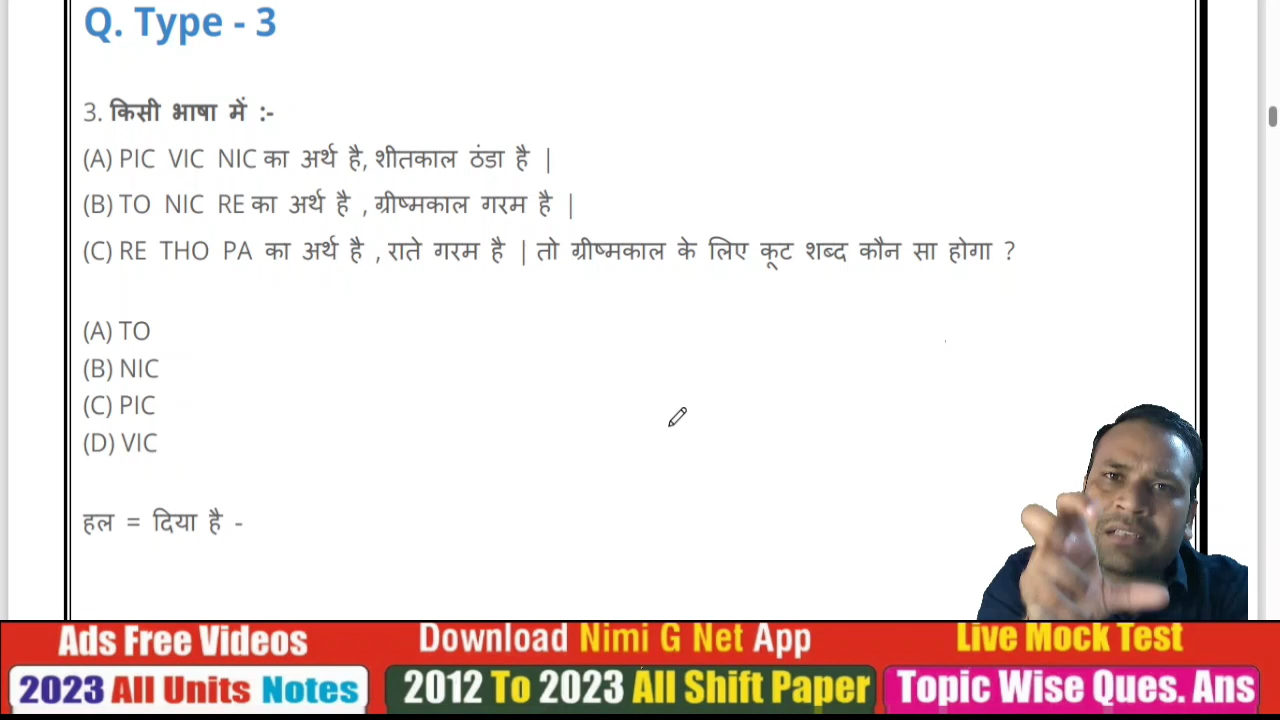 Q. Type - 3
3. किसी भाषा में :-
(A) PIC VIC NIC का अर्थ है, शीतकाल ठंडा है |
(B) TO NIC RE का अर्थ है , ग्रीष्मकाल गरम है |
(C) RE THO PA का अर्थ है , राते गरम है | तो ग्रीष्मकाल के लिए कूट शब्द कौन सा होगा ?
(A) TO
(B) NIC
(C) PIC
(D) VIC
हल = दिया है -
Ads Free Videos
Download Nimi G Net App
Live Mock Test
2023 All Units Notes
2012 To 2023 All Shift Paper
Topic Wise Ques. Ans